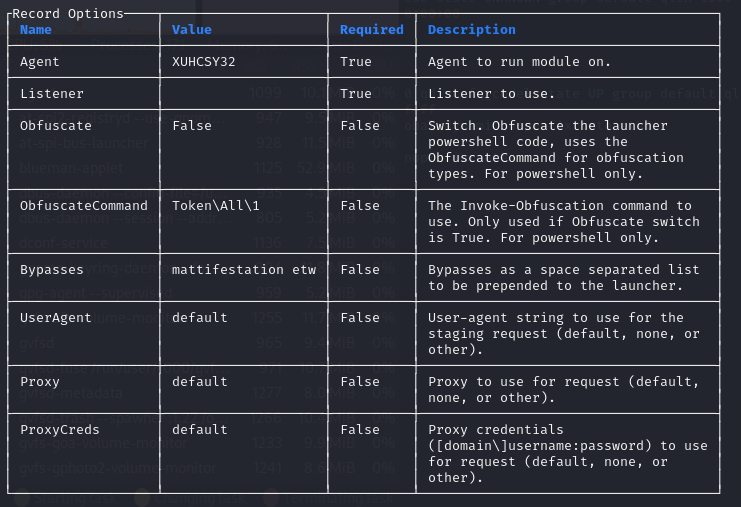 Record Options
Name Value Required Description
Agent XUHCSY32 True Agent to run module on.
Listener True Listener to use.
Obfuscate False False Switch. Obfuscate the launcher
powershell code, uses the
ObfuscateCommand for obfuscation
types. For powershell only.
ObfuscateCommand Token\All\1 False The Invoke-Obfuscation command to
use. Only used if Obfuscate switch
is True. For powershell only.
Bypasses mattifestation etw False Bypasses as a space separated list
to be prepended to the launcher.
UserAgent default False User-agent string to use for the
staging request (default, none, or
other).
Proxy default False Proxy to use for request (default,
none, or other).
ProxyCreds default False Proxy credentials
([domain\]username:password) to use
for request (default, none, or
other).